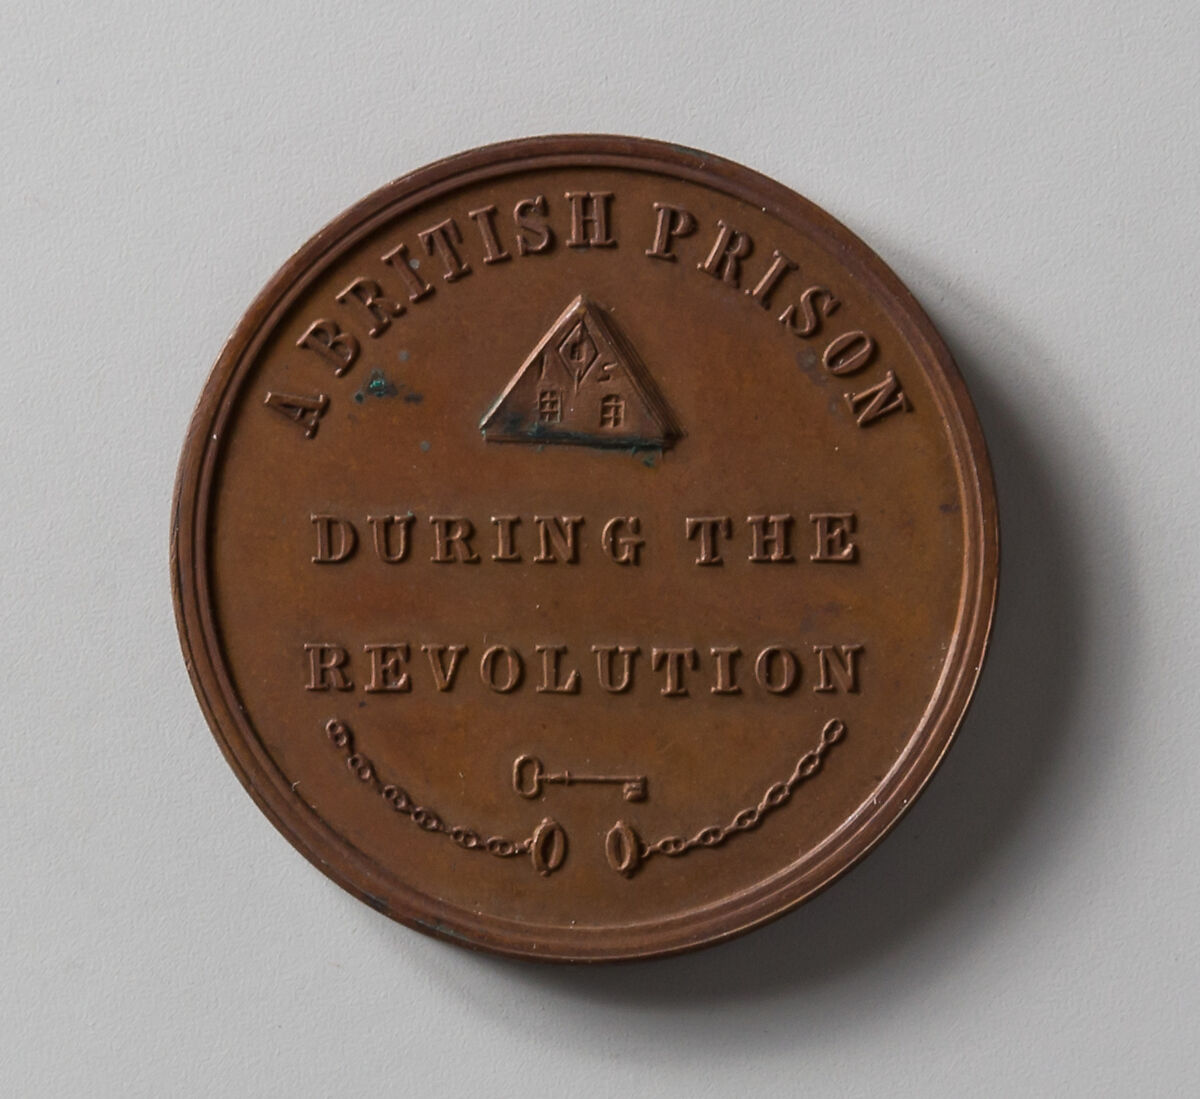 A BRITISH PRISON
DURING THE
REVOLUTION